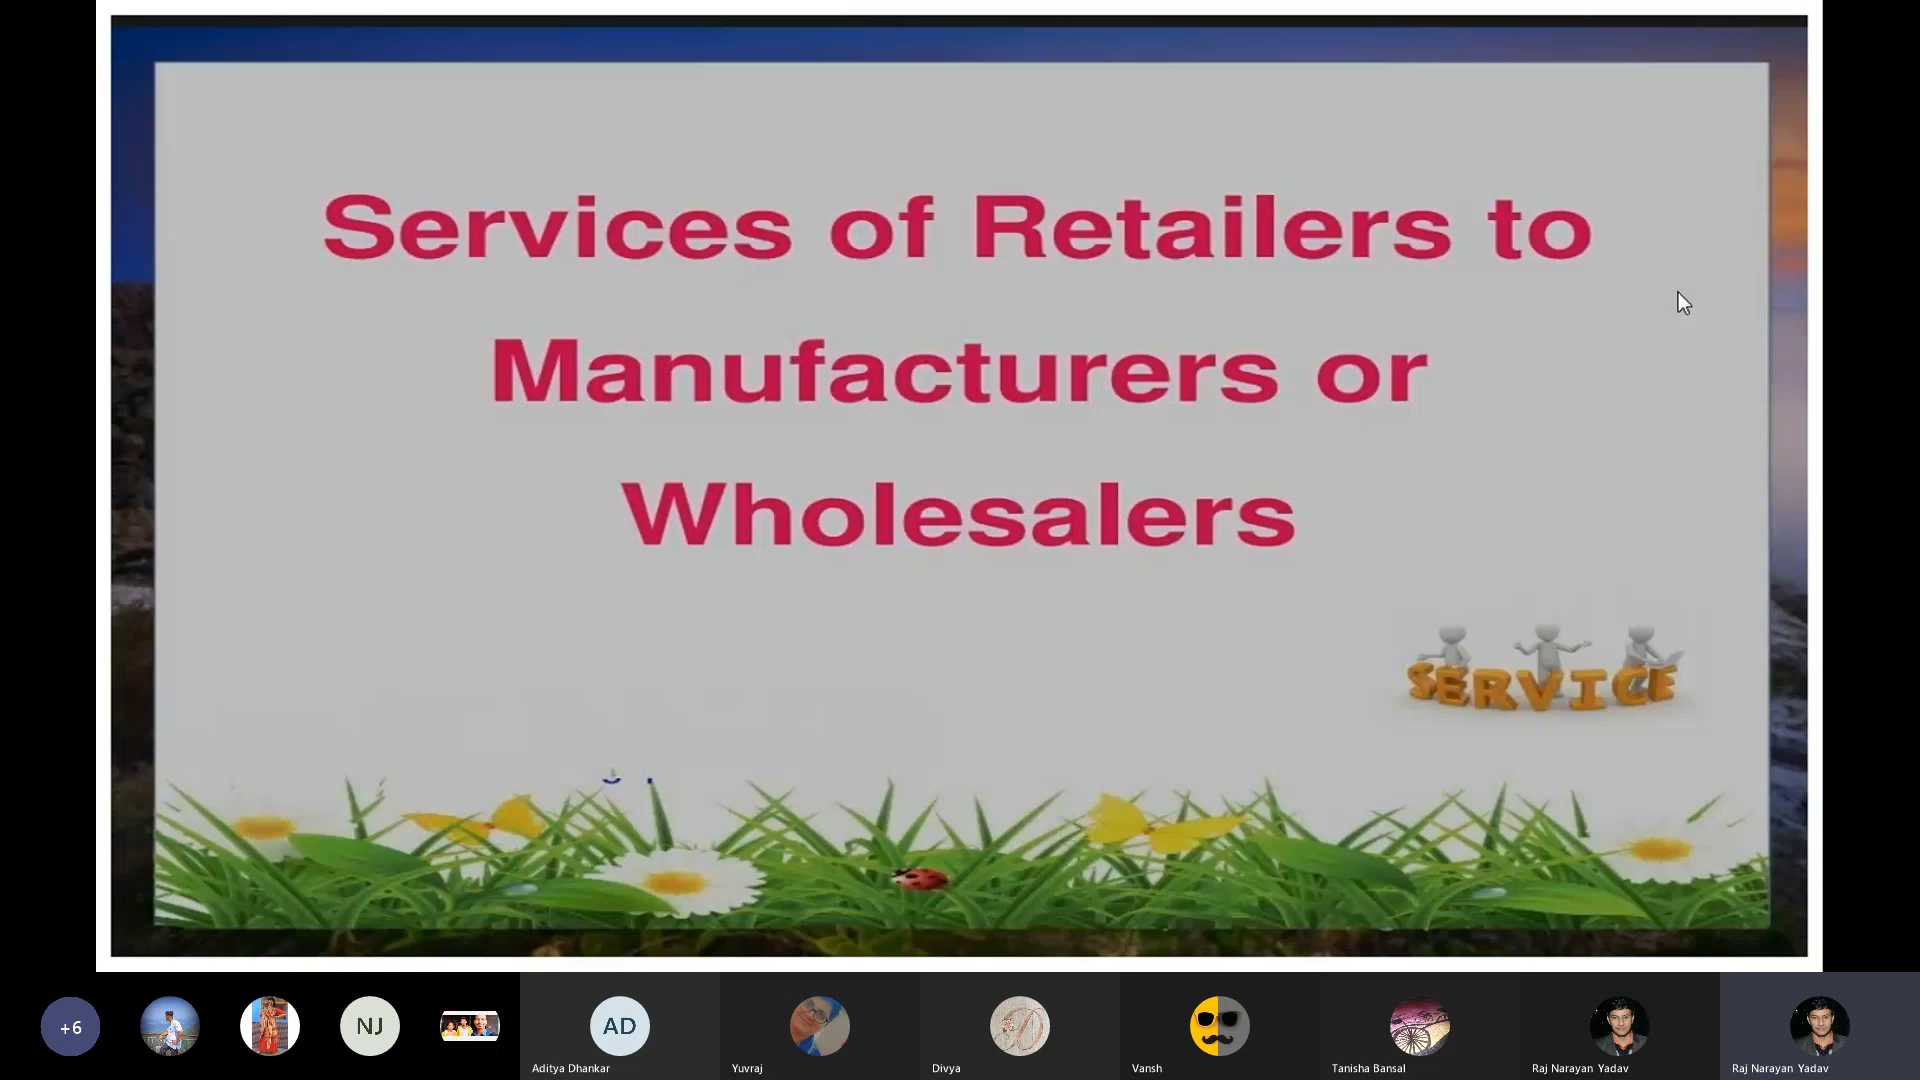 Services of Retailers to
Manufacturers or
Wholesalers
SERVICE
+6
NJ
AD
Aditya Dhankar
Yuvraj
Divya
Vansh
Tanisha Bansal
Raj Narayan Yadav
Raj Narayan Yadav